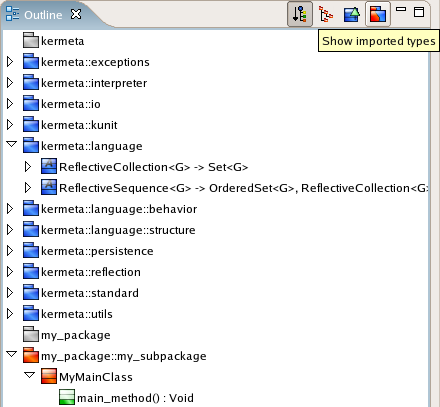 Outline
Show imported types
kermeta
kermeta::exceptions
kermeta::interpreter
kermeta::io
kermeta::kunit
kermeta::language
ReflectiveCollection<G> -> Set<G>
ReflectiveSequence<G> -> OrderedSet<G>, ReflectiveCollection<G>
kermeta::language::behavior
kermeta::language::structure
kermeta::persistence
kermeta::reflection
kermeta::standard
kermeta::utils
my_package
my_package::my_subpackage
MyMainClass
main_method() : Void